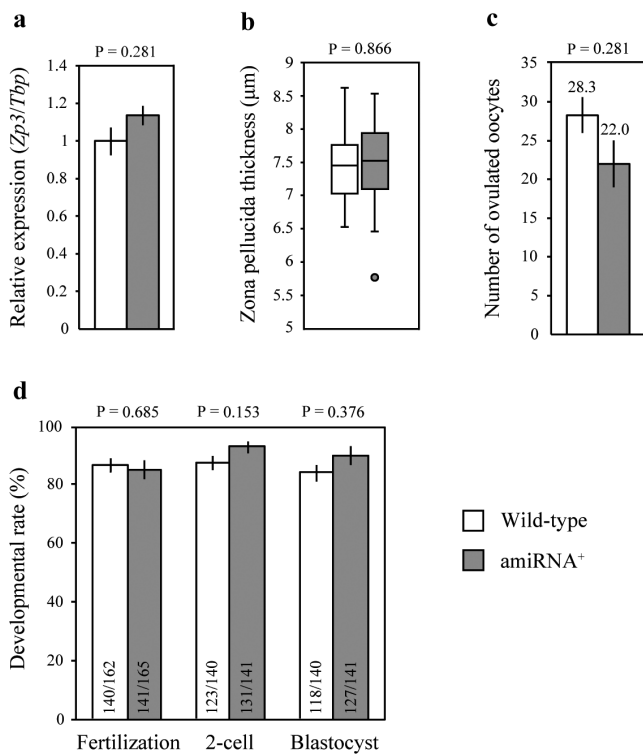 a
P = 0.281
Relative expression (Zp3/Tbp)
1.4
1.2
1
0.8
0.6
0.4
0.2
0
b
P = 0.866
Zona pellucida thickness (μm)
9
8.5
8
7.5
7
6.5
6
5.5
5
c
P = 0.281
Number of ovulated oocytes
35
30
25
20
15
10
5
0
28.3
22.0
d
P = 0.685 P = 0.153 P = 0.376
Developmental rate (%)
100
80
60
40
20
0
140/162
141/165
123/140
131/141
118/140
127/141
Fertilization 2-cell Blastocyst
Wild-type
amiRNA⁺